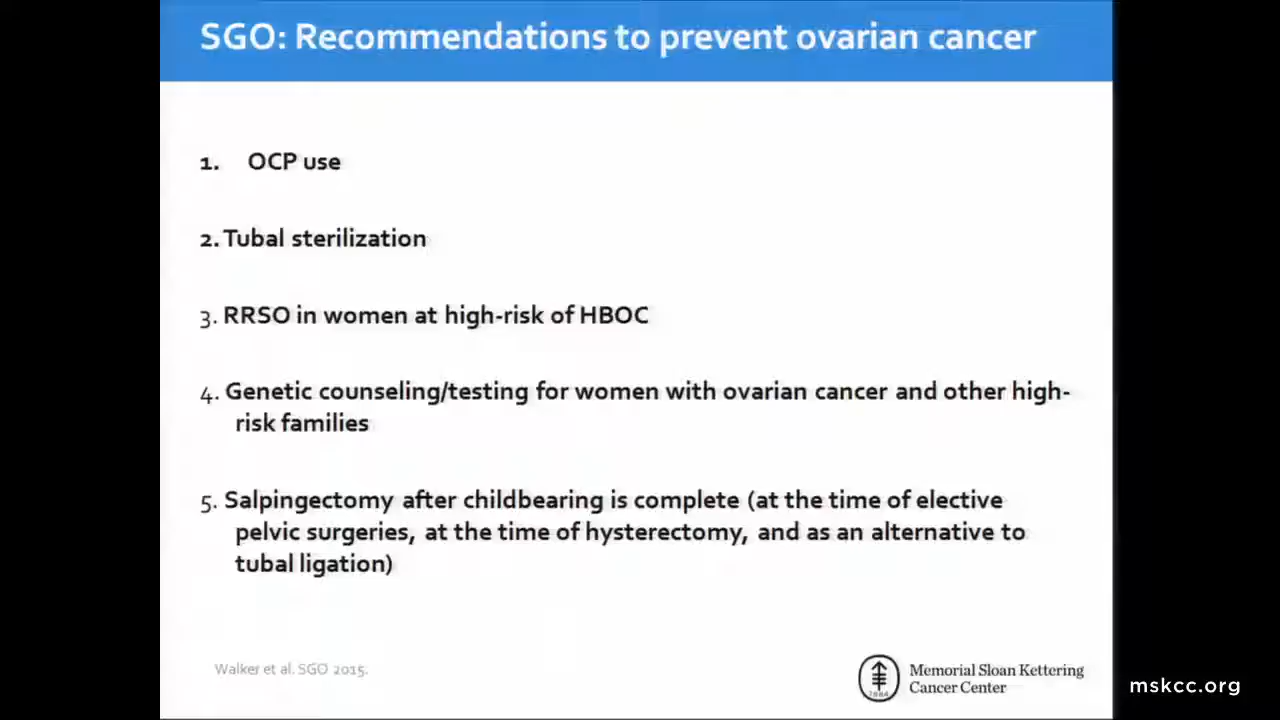 SGO: Recommendations to prevent ovarian cancer
1. OCP use
2. Tubal sterilization
3. RRSO in women at high-risk of HBOC
4. Genetic counseling/testing for women with ovarian cancer and other high-
risk families
5. Salpingectomy after childbearing is complete (at the time of elective
pelvic surgeries, at the time of hysterectomy, and as an alternative to
tubal ligation)
Walker et al. SGO 2015.
1884
Memorial Sloan Kettering
Cancer Center
mskcc.org